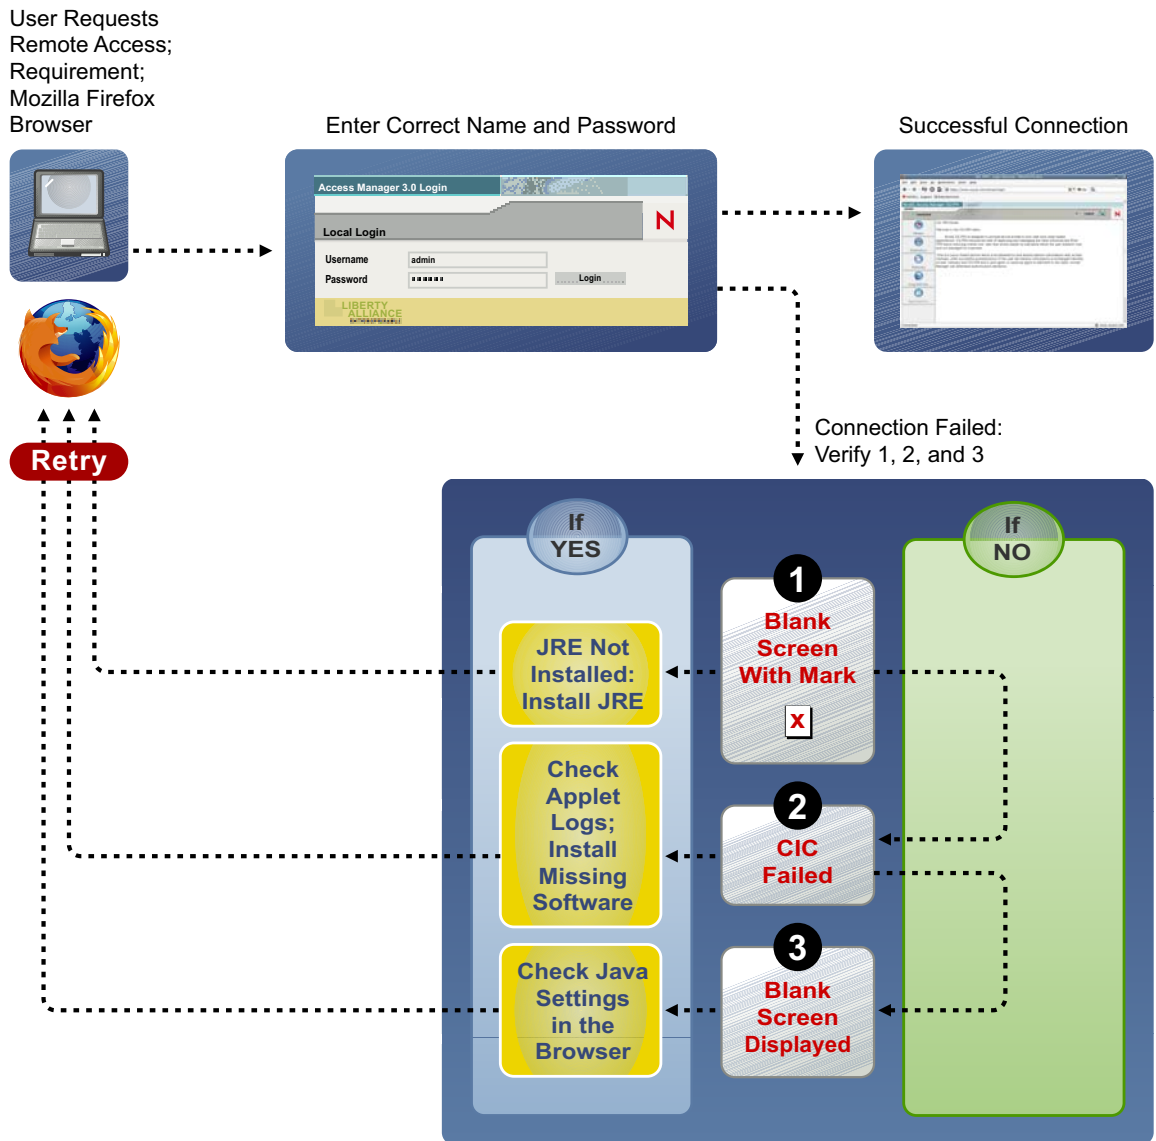 User Requests
Remote Access;
Requirement;
Mozilla Firefox
Browser
Enter Correct Name and Password
Successful Connection
Access Manager 3.0 Login
N
Local Login
Username
admin
Password
Login
LIBERTY
ALLIANCE
N
Retry
Connection Failed:
Verify 1, 2, and 3
If
YES
If
NO
1
Blank
Screen
With Mark
x
JRE Not
Installed:
Install JRE
2
CIC
Failed
Check
Applet
Logs;
Install
Missing
Software
3
Blank
Screen
Displayed
Check Java
Settings
in the
Browser